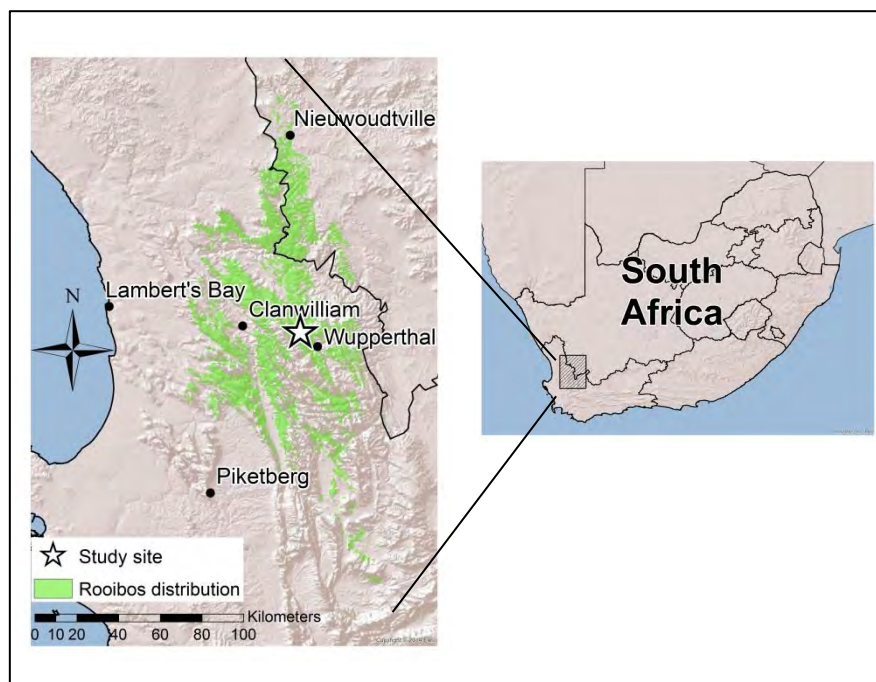 Nieuwoudtville
N
Lambert's Bay
Clanwilliam
Wupperthal
Piketberg
Study site
Rooibos distribution
Kilometers
0 10 20 40 60 80 100
South
Africa